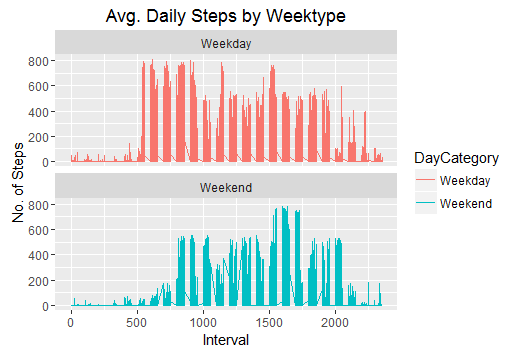 Avg. Daily Steps by Weektype
Weekday
800
600
400
200
0
Weekend
800
600
400
200
0
No. of Steps
0
500
1000
1500
2000
Interval
DayCategory
Weekday
Weekend